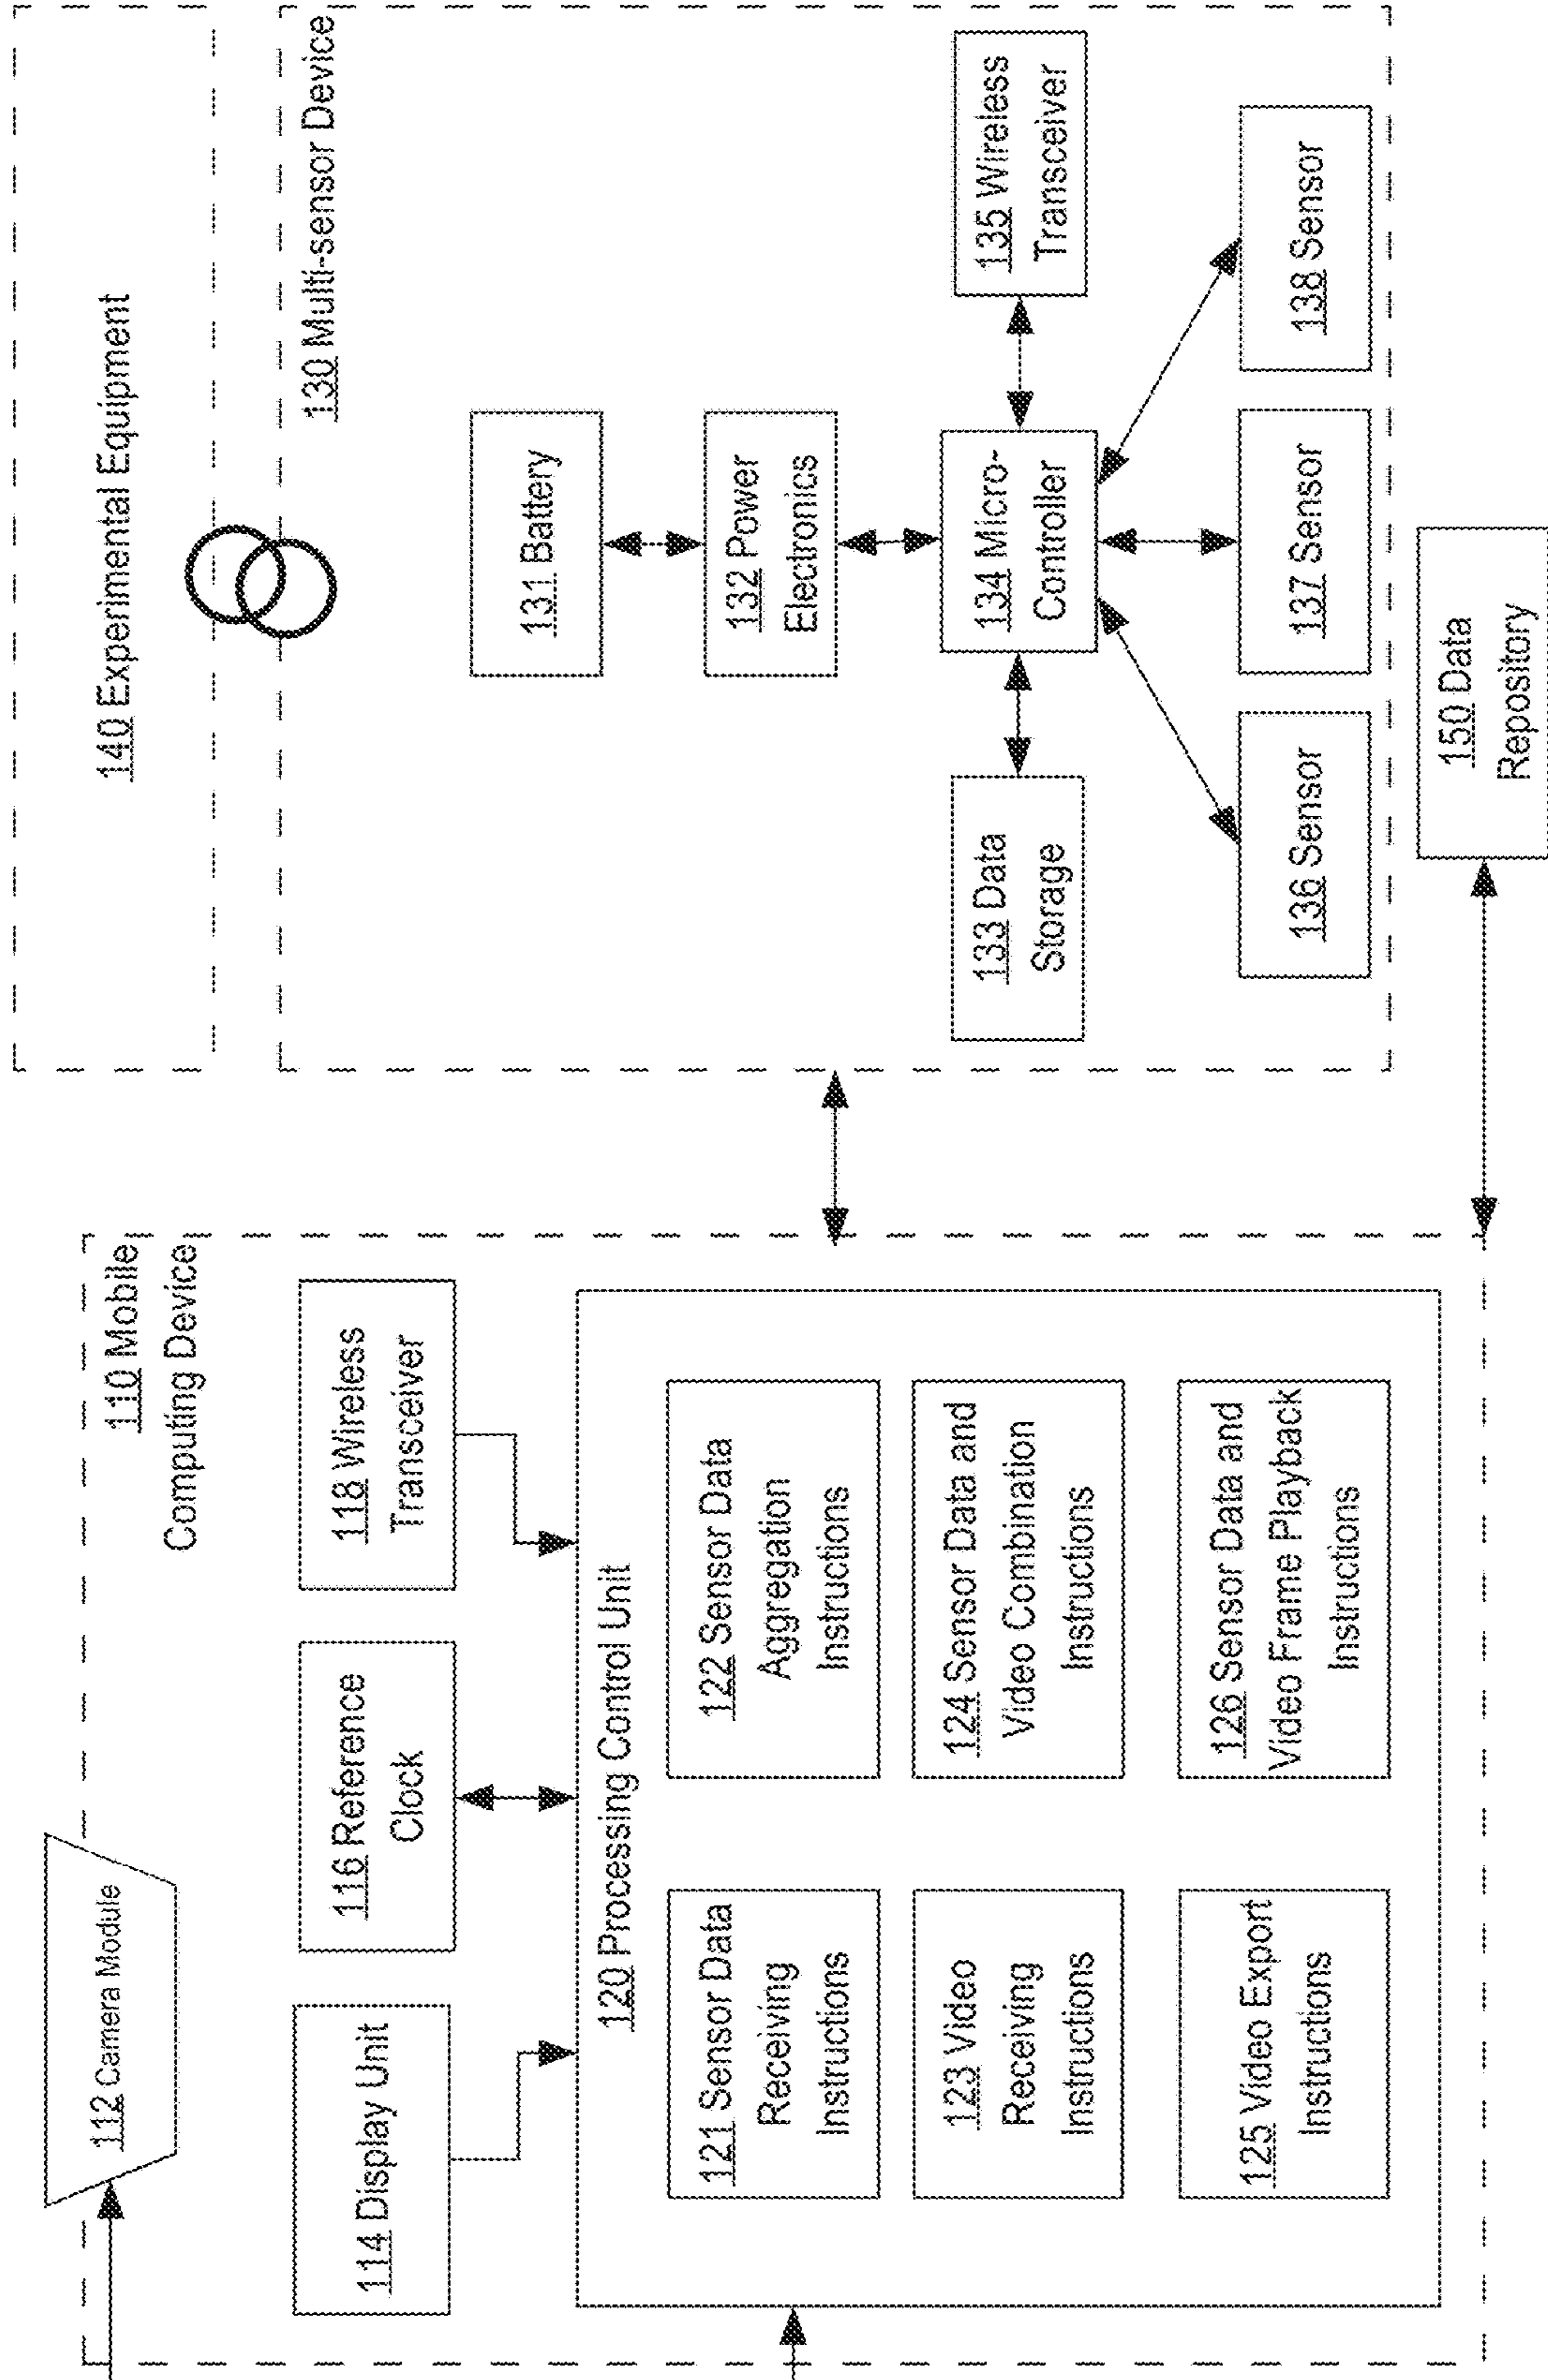 110 Mobile
Computing Device
112 Camera Module
114 Display Unit
116 Reference
Clock
118 Wireless
Transceiver
120 Processing Control Unit
121 Sensor Data
Receiving
Instructions
122 Sensor Data
Aggregation
Instructions
123 Video
Receiving
Instructions
124 Sensor Data and
Video Combination
Instructions
125 Video Export
Instructions
126 Sensor Data and
Video Frame Playback
Instructions
140 Experimental Equipment
130 Multi-sensor Device
131 Battery
132 Power
Electronics
133 Data
Storage
134 Micro-
Controller
135 Wireless
Transceiver
136 Sensor
137 Sensor
138 Sensor
150 Data
Repository